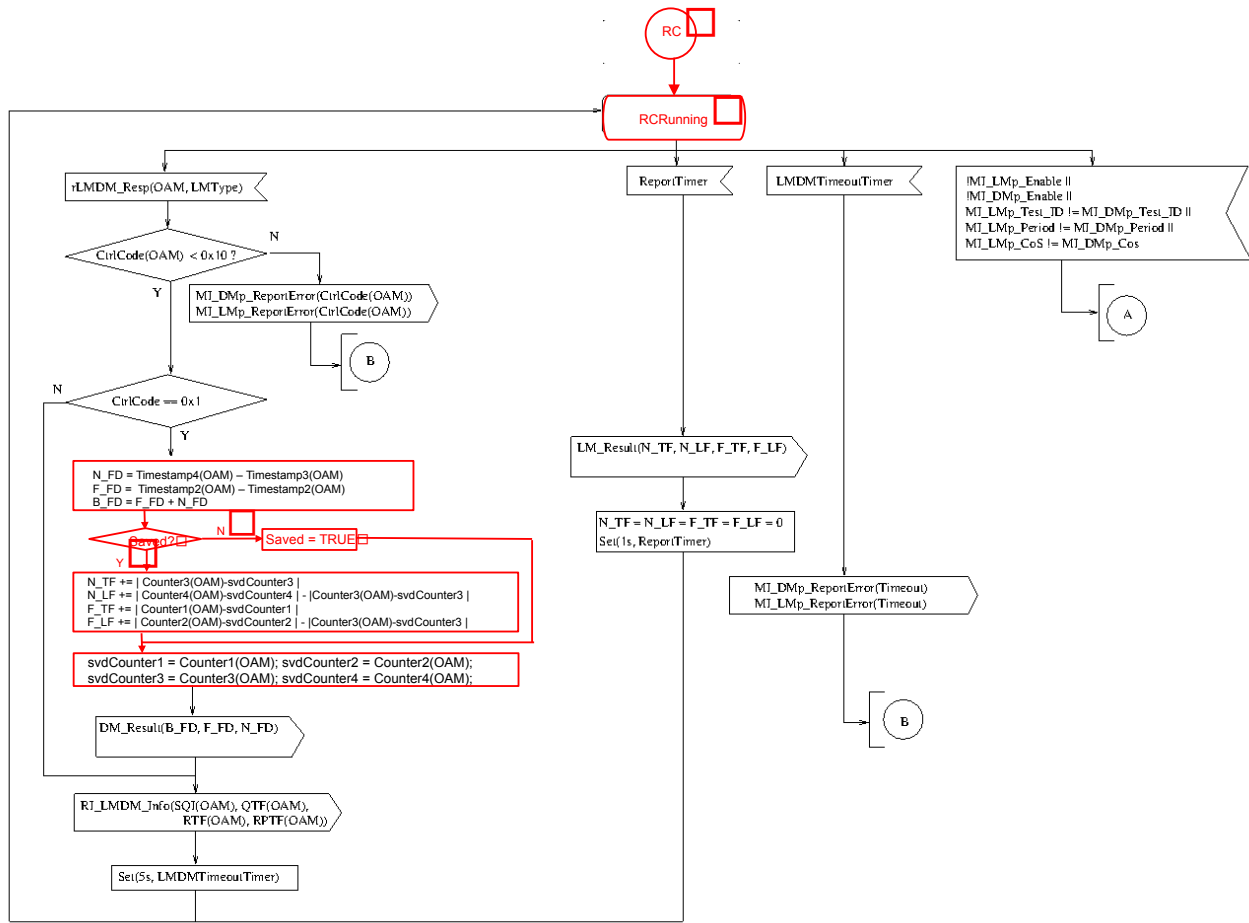 RC
RCRunning
rLMDM_Resp(OAM, LMType)
ReportTimer
LMDMTimeoutTimer
!MI_LMp_Enable ||
!MI_DMp_Enable ||
MI_LMp_Test_ID != MI_DMp_Test_ID ||
MI_LMp_Period != MI_DMp_Period ||
MI_LMp_CoS != MI_DMp_Cos
CtrlCode(OAM) < 0x10 ?
N
Y
MI_DMp_ReportError(CtrlCode(OAM))
MI_LMp_ReportError(CtrlCode(OAM))
B
A
N
CtrlCode == 0x1
Y
LM_Result(N_TF, N_LF, F_TF, F_LF)
N_FD = Timestamp4(OAM) – Timestamp3(OAM)
F_FD = Timestamp2(OAM) – Timestamp2(OAM)
B_FD = F_FD + N_FD
N_TF = N_LF = F_TF = F_LF = 0
Set(1s, ReportTimer)
Saved?
N
Saved = TRUE
Y
N_TF += | Counter3(OAM)-svdCounter3 |
N_LF += | Counter4(OAM)-svdCounter4 | - |Counter3(OAM)-svdCounter3 |
F_TF += | Counter1(OAM)-svdCounter1 |
F_LF += | Counter2(OAM)-svdCounter2 | - |Counter3(OAM)-svdCounter3 |
MI_DMp_ReportError(Timeout)
MI_LMp_ReportError(Timeout)
svdCounter1 = Counter1(OAM); svdCounter2 = Counter2(OAM);
svdCounter3 = Counter3(OAM); svdCounter4 = Counter4(OAM);
DM_Result(B_FD, F_FD, N_FD)
B
RI_LMDM_Info(SQI(OAM), QTF(OAM),
RTF(OAM), RPTF(OAM))
Set(5s, LMDMTimeoutTimer)